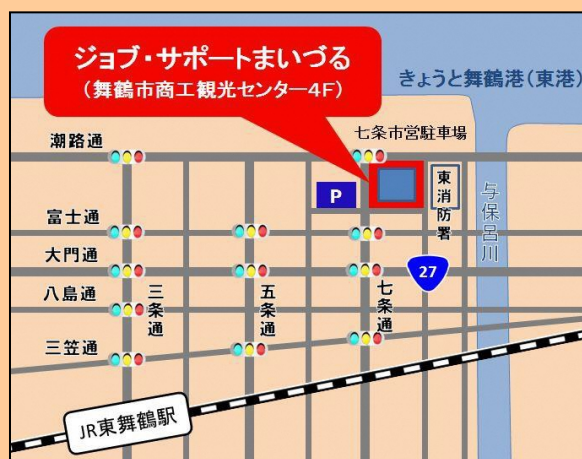 ジョブ・サポートまいづる
(舞鶴市商工観光センター4F)
きょうと舞鶴港(東港)
七条市営駐車場
潮路通
P
東消防署
与保呂川
富士通
大門通
27
八島通
三条通
五条通
七条通
三笠通
JR東舞鶴駅